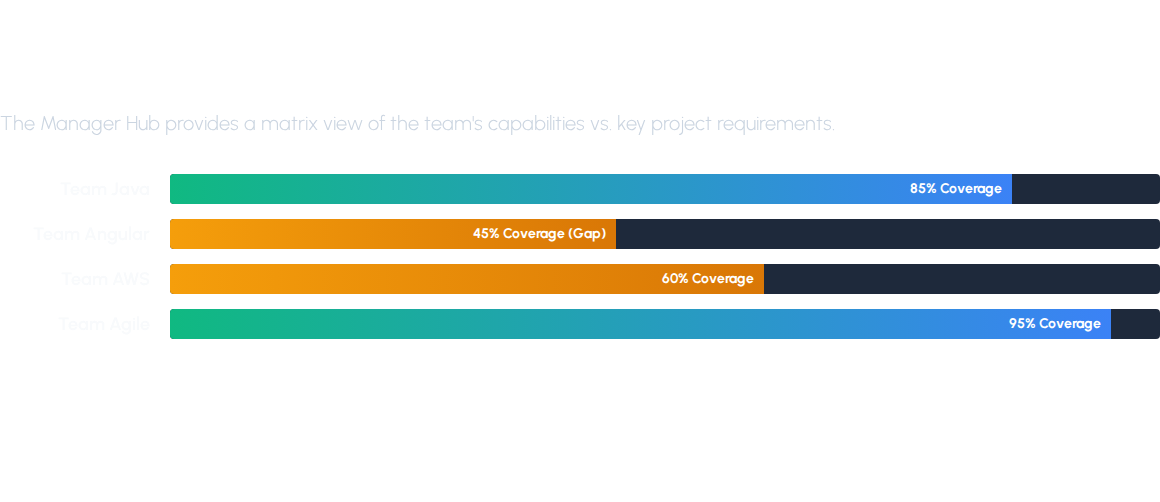 The Manager Hub provides a matrix view of the team's capabilities vs. key project requirements.
Team Java 85% Coverage
Team Angular 45% Coverage (Gap)
Team AWS 60% Coverage
Team Agile 95% Coverage